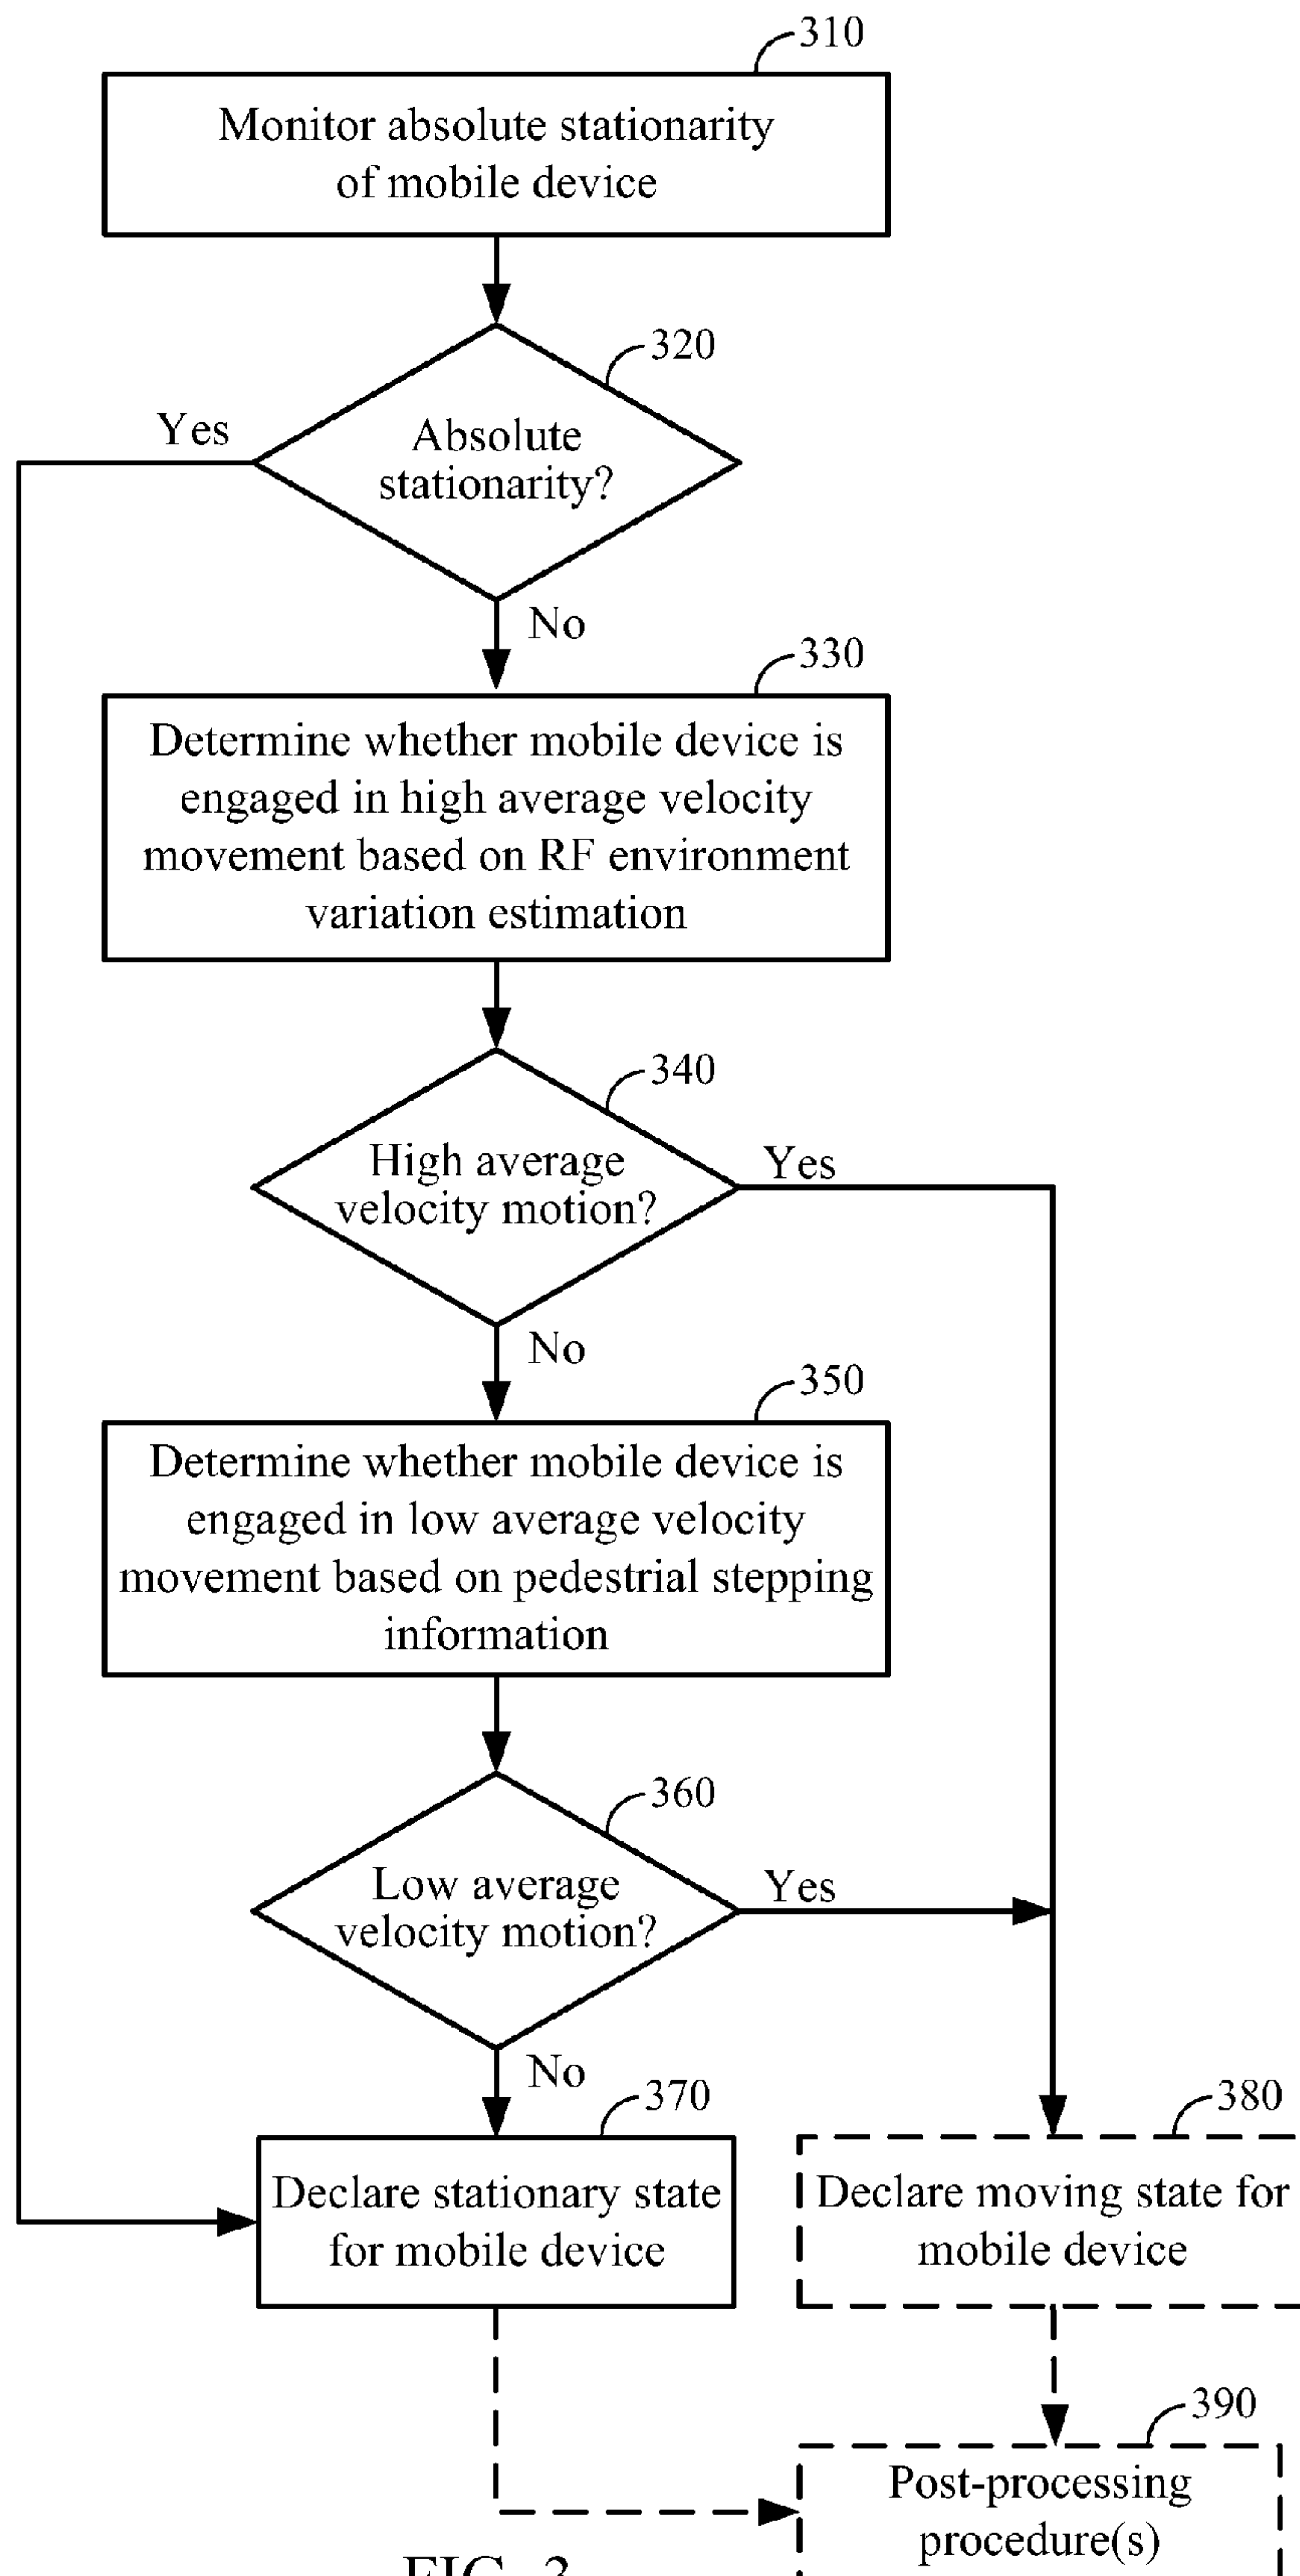 310
Monitor absolute stationarity
of mobile device
320
Yes
Absolute
stationarity?
No
330
Determine whether mobile device is
engaged in high average velocity
movement based on RF environment
variation estimation
340
High average
velocity motion?
Yes
No
350
Determine whether mobile device is
engaged in low average velocity
movement based on pedestrial stepping
information
360
Low average
velocity motion?
Yes
No
370
380
Declare stationary state
for mobile device
Declare moving state for
mobile device
390
Post-processing
procedure(s)
FIG. 3